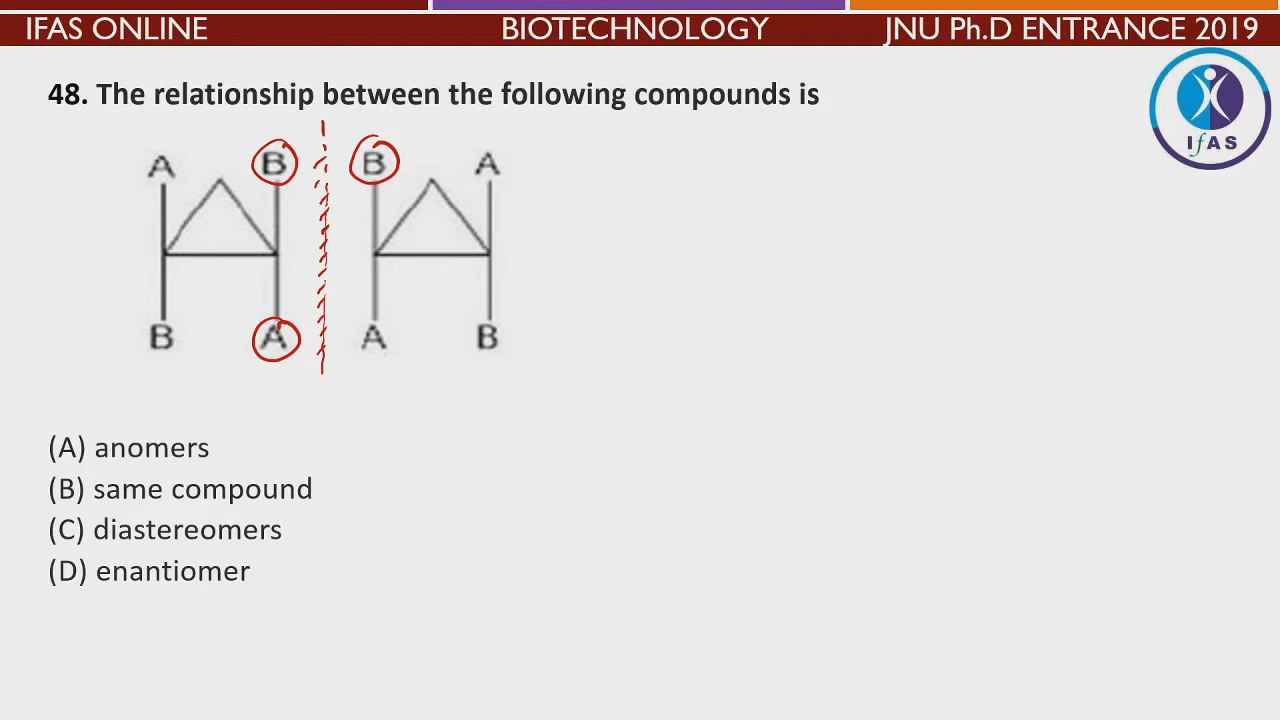 IFAS ONLINE BIOTECHNOLOGY JNU Ph.D ENTRANCE 2019
IfAS
48. The relationship between the following compounds is
A B B A
B A A B
(A) anomers
(B) same compound
(C) diastereomers
(D) enantiomer